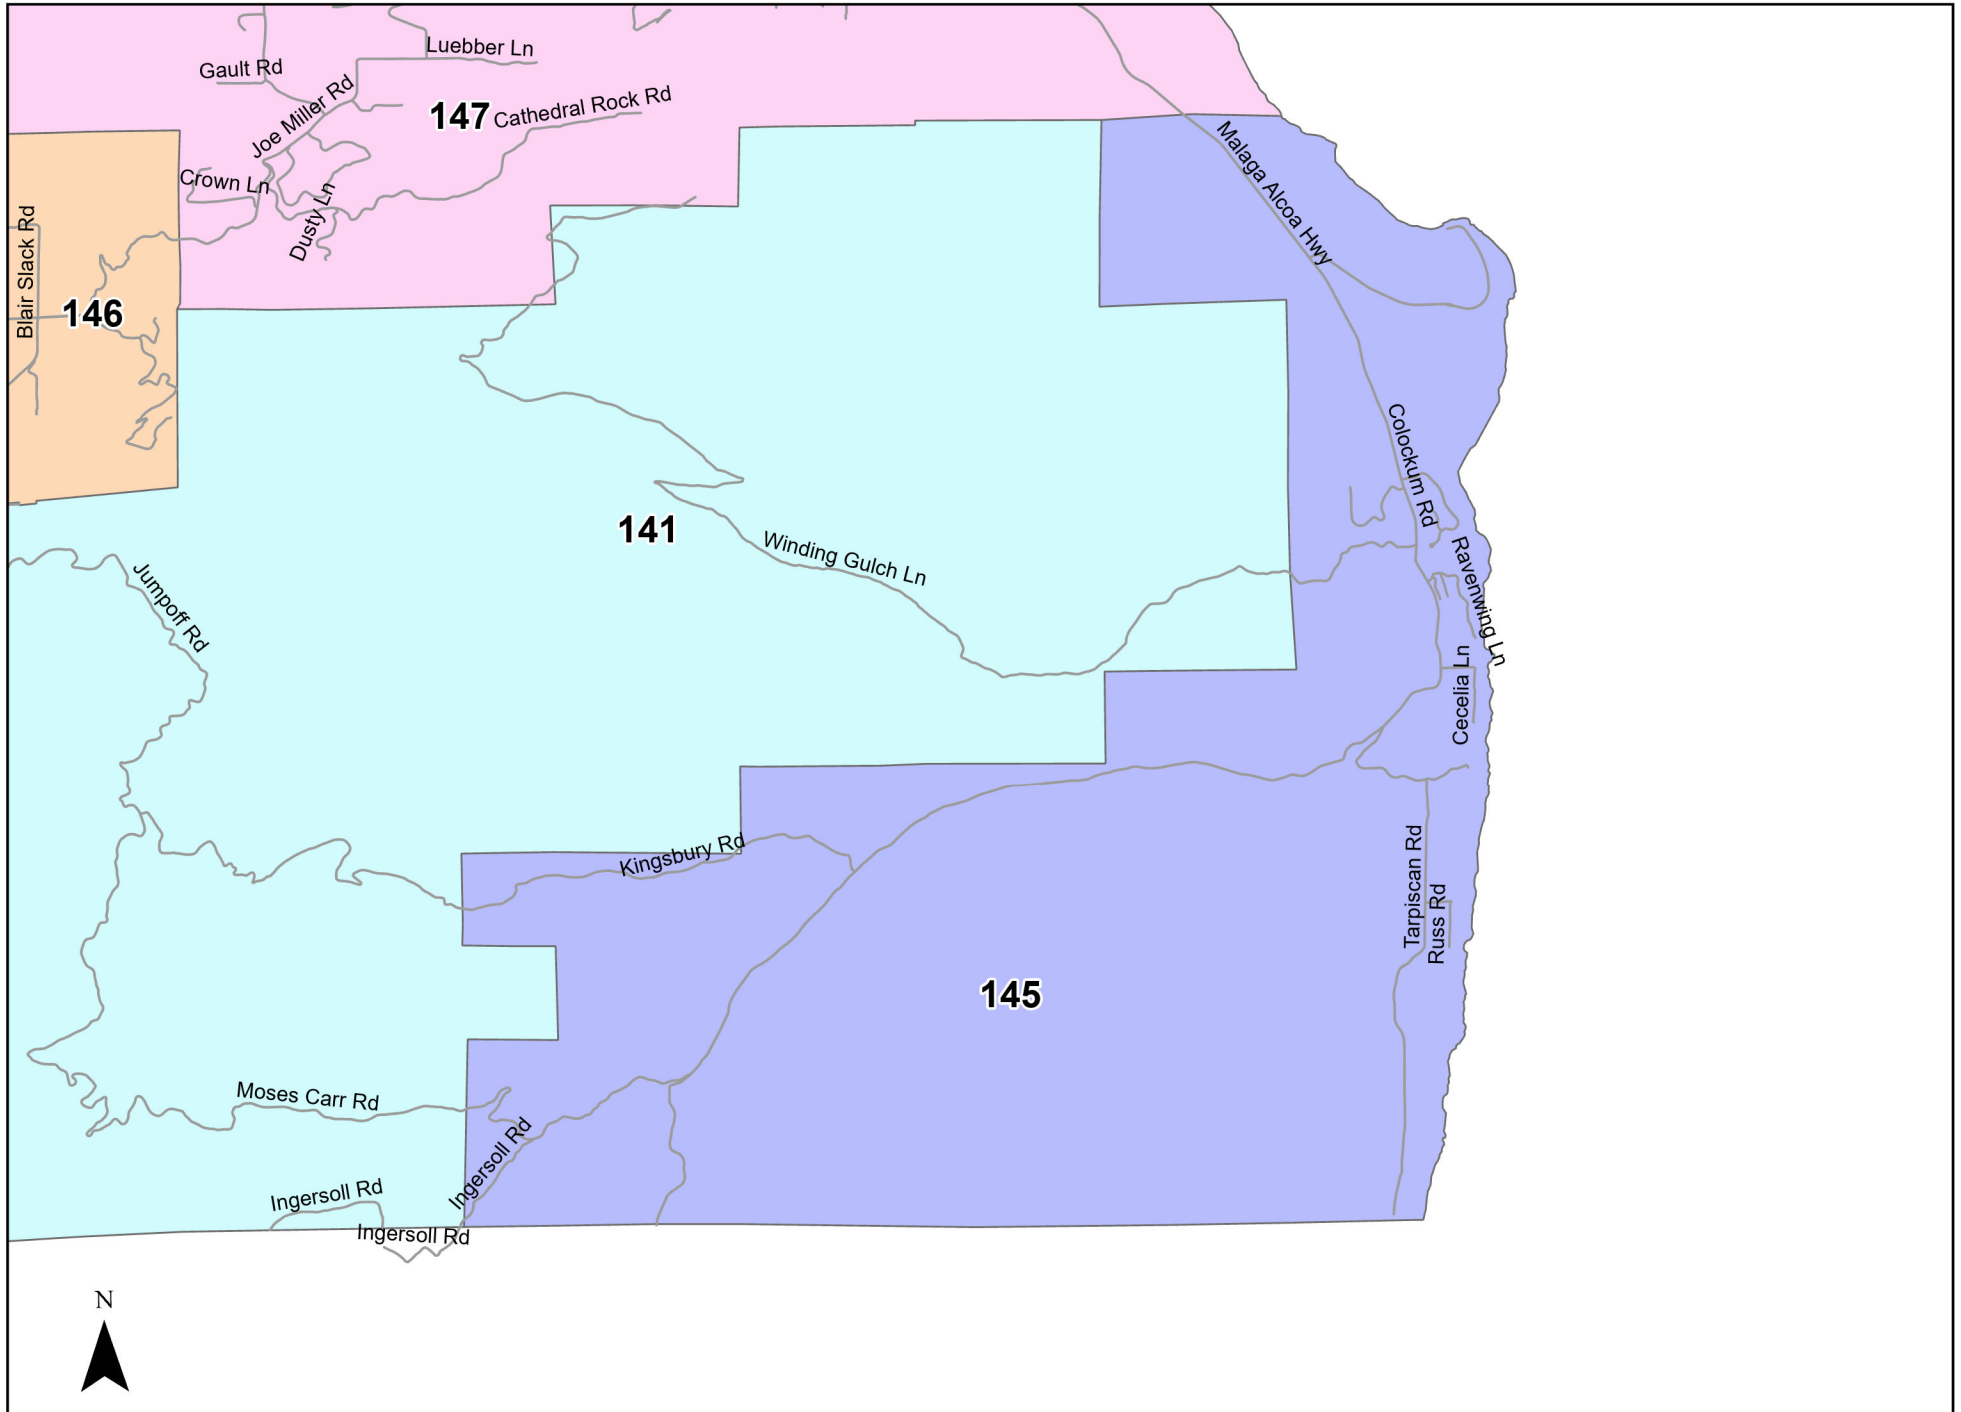 Luebber Ln
Gault Rd
Joe Miller Rd
147
Cathedral Rock Rd
Malaga Alcoa Hwy
Crown Ln
Dusty Ln
Blair Slack Rd
146
Colockum Rd
141
Winding Gulch Ln
Jumpoff Rd
Ravenwing Ln
Cecelia Ln
Kingsbury Rd
Tarpiscan Rd
Russ Rd
145
Moses Carr Rd
Ingersoll Rd
Ingersoll Rd
Ingersoll Rd
N